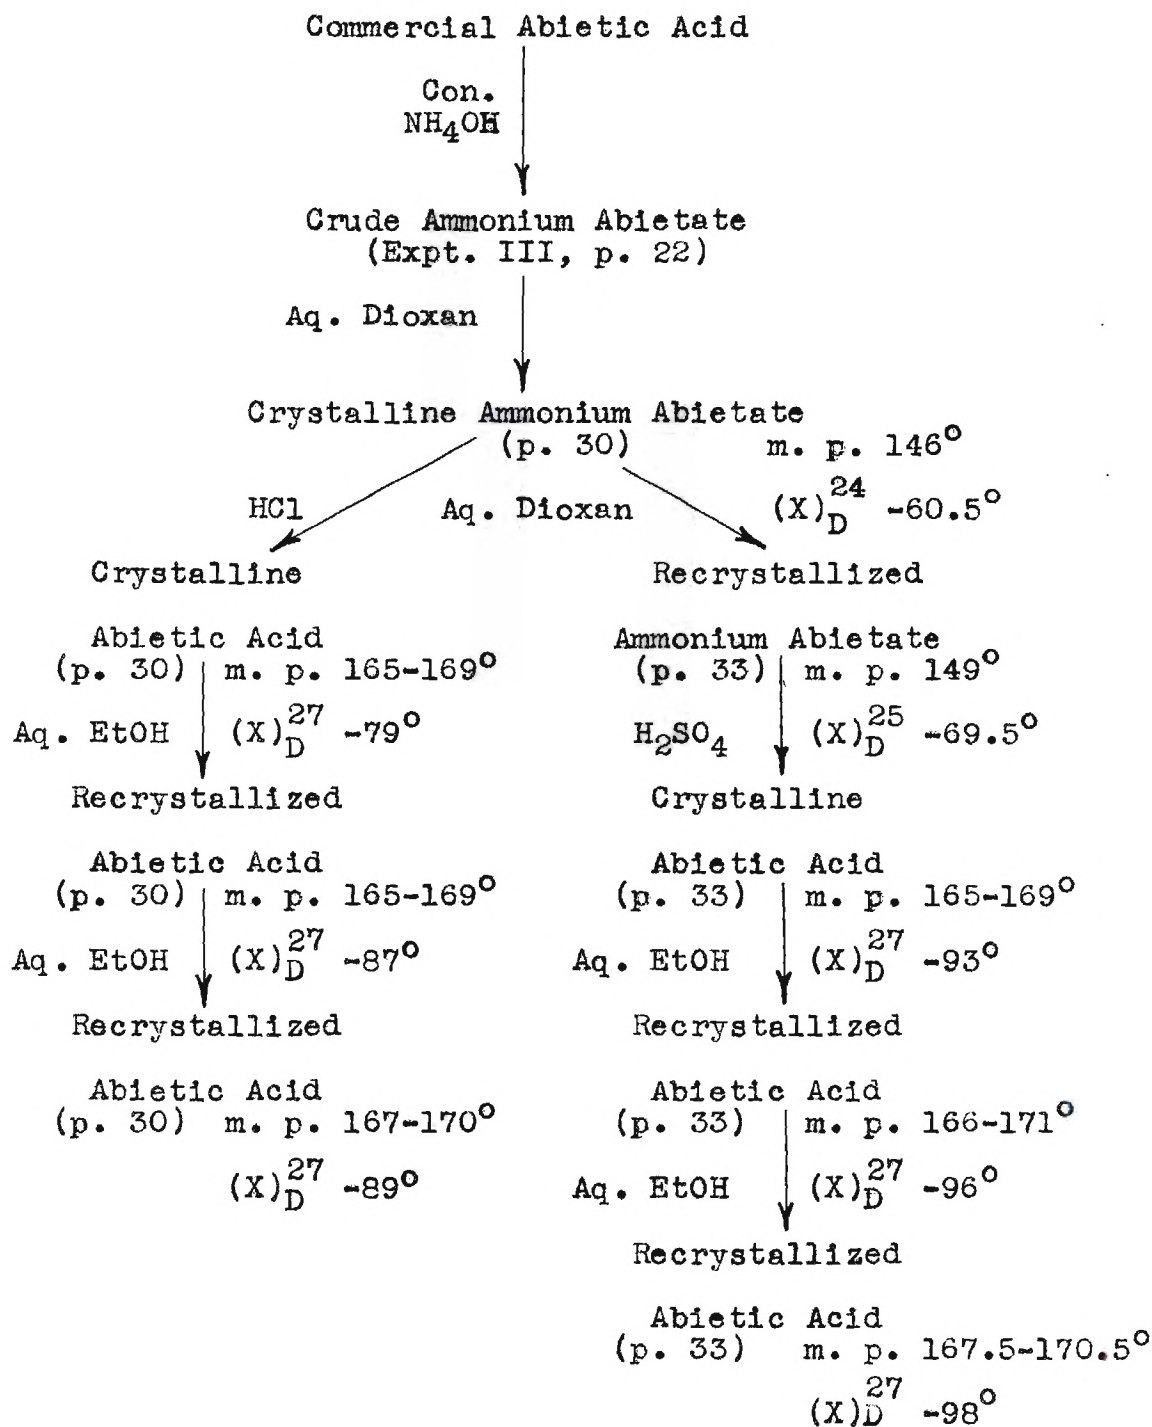 Commercial Abietic Acid
Con.
NH4OH
Crude Ammonium Abietate
(Expt. III, p. 22)
Aq. Dioxan
Crystalline Ammonium Abietate
(p. 30) m. p. 146°
HCl Aq. Dioxan (X)D24 -60.5°
Crystalline Recrystallized
Abietic Acid Ammonium Abietate
(p. 30) m. p. 165-169° (p. 33) m. p. 149°
Aq. EtOH (X)D27 -79° H2SO4 (X)D25 -69.5°
Recrystallized Crystalline
Abietic Acid Abietic Acid
(p. 30) m. p. 165-169° (p. 33) m. p. 165-169°
Aq. EtOH (X)D27 -87° Aq. EtOH (X)D27 -93°
Recrystallized Recrystallized
Abietic Acid Abietic Acid
(p. 30) m. p. 167-170° (p. 33) m. p. 166-171°
(X)D27 -89° Aq. EtOH (X)D27 -96°
Recrystallized
Abietic Acid
(p. 33) m. p. 167.5-170.5°
(X)D27 -98°